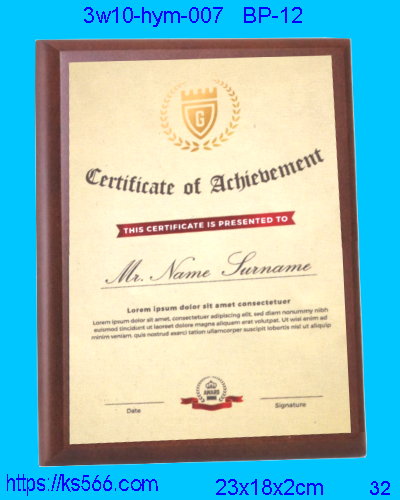 3w10-hym-007 BP-12
G
Certificate of Achievement
THIS CERTIFICATE IS PRESENTED TO
Mr. Name Surname
Lorem ipsum dolor sit amet consectetuer
Lorem ipsum dolor sit amet, consectetuer adipiscing elit, sed diam
nonummy nibh euismod tincidunt ut laoreet dolore magna
aliquam erat volutpat. Ut wisi enim ad minim veniam, quis nostrud
exerci tation ullamcorper suscipit lobortis nisl ut
AWARD
Date
Signature
https://ks566.com 23x18x2cm 32